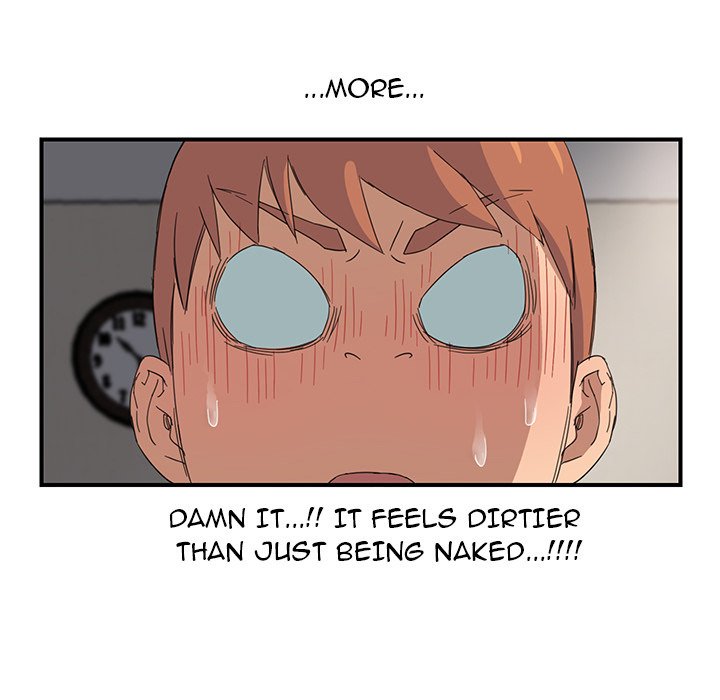 ...MORE...
DAMN IT...!! IT FEELS DIRTIER
THAN JUST BEING NAKED...!!!!